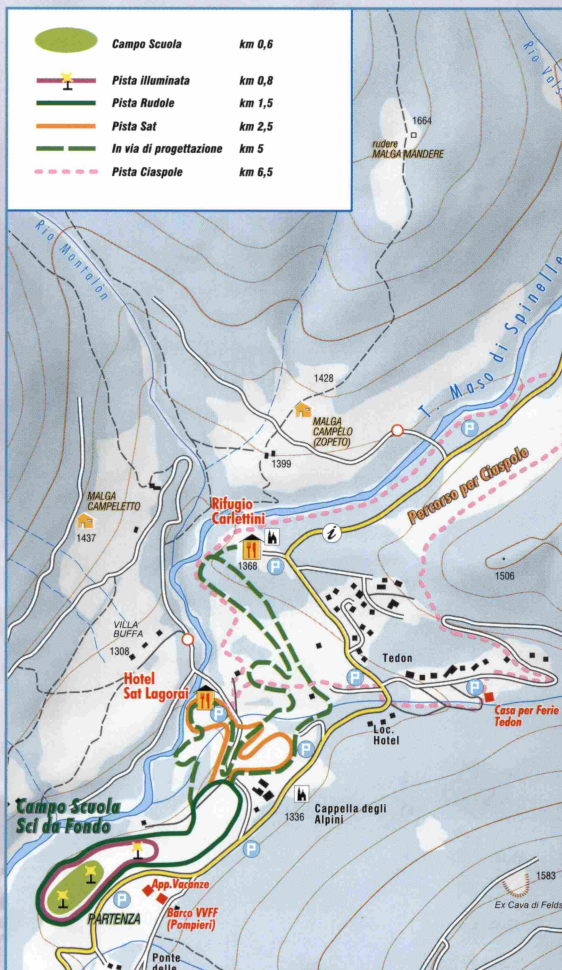 Campo Scuola km 0,6
Pista illuminata km 0,8
Pista Rudole km 1,5
Pista Sat km 2,5
In via di progettazione km 5
Pista Ciaspole km 6,5
Rio Vals
1664
rudere
MALGA MANDERE
Rio Montalon
T. Maso di Spinelle
1428
MALGA
CAMPELO
(ZOPETO)
P
1399
Percorso per Ciaspole
MALGA
CAMPELETTO
1437
Rifugio
Carlettini
i
1368
P
1506
VILLA
BUFFA
1308
Tedon
Hotel
Sat Lagorai
P
P
P
Casa per Ferie
Tedon
Loc.
Hotel
P
Campo Scuola
Sci da Fondo
1336
Cappella degli
Alpini
P
1583
App.Vacanze
P
PARTENZA
Barco VVFF
(Pompieri)
Ex Cava di Felds
Ponte
delle